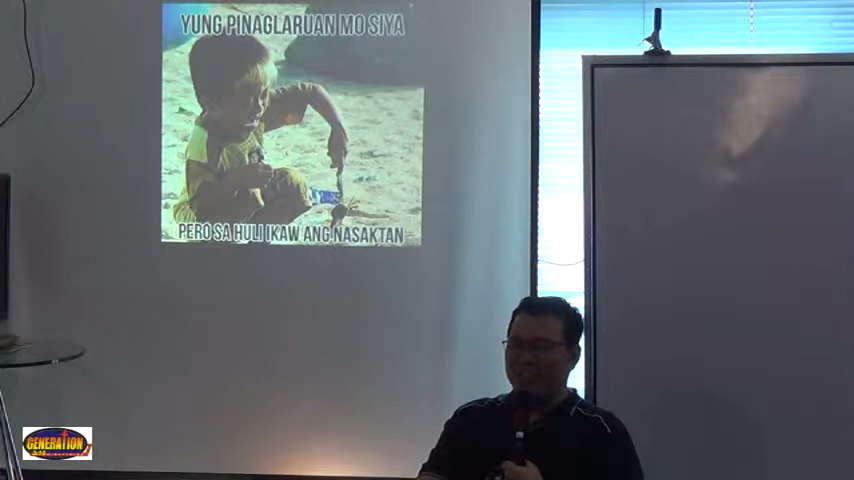 YUNG PINAGLARUAN MO SIYA
PERO SA HULI IKAW ANG NASAKTAN
GENERATION